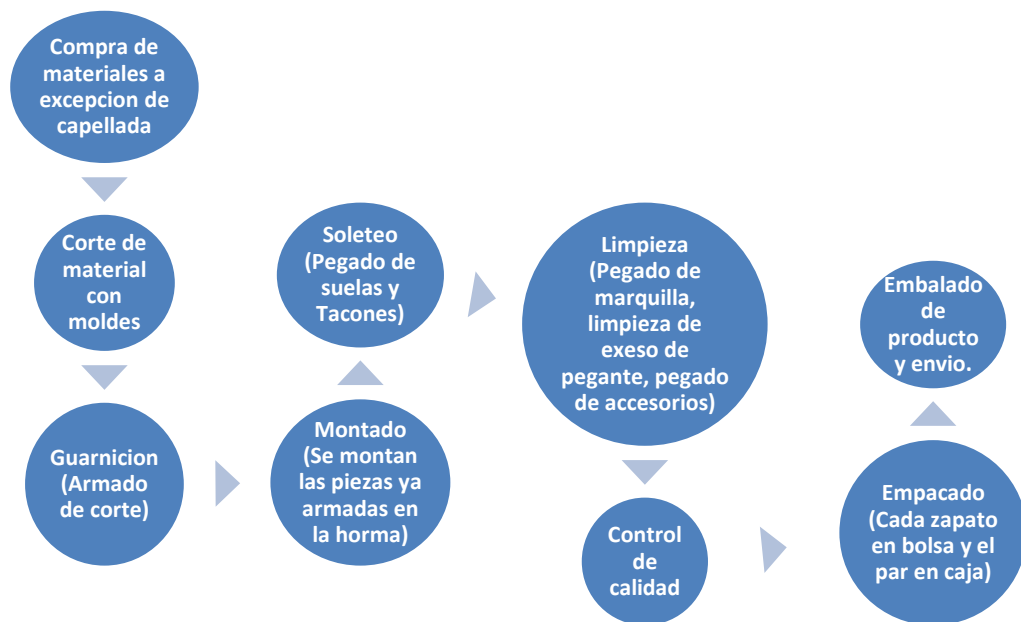 Compra de
materiales a
excepcion de
capellada
Corte de
material
con
moldes
Guarnicion
(Armado
de corte)
Montado
(Se montan
las piezas ya
armadas en
la horma)
Soleteo
(Pegado de
suelas y
Tacones)
Limpieza
(Pegado de
marquilla,
limpieza de
exeso de
pegante, pegado
de accesorios)
Control
de
calidad
Empacado
(Cada zapato
en bolsa y el
par en caja)
Embalado
de
producto
y envio.